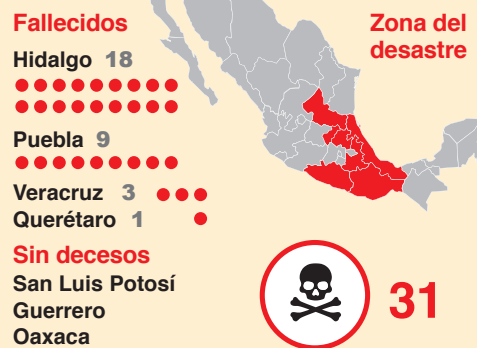 Fallecidos
Hidalgo 18
Puebla 9
Veracruz 3
Querétaro 1
Sin decesos
San Luis Potosí
Guerrero
Oaxaca
Zona del
desastre
31